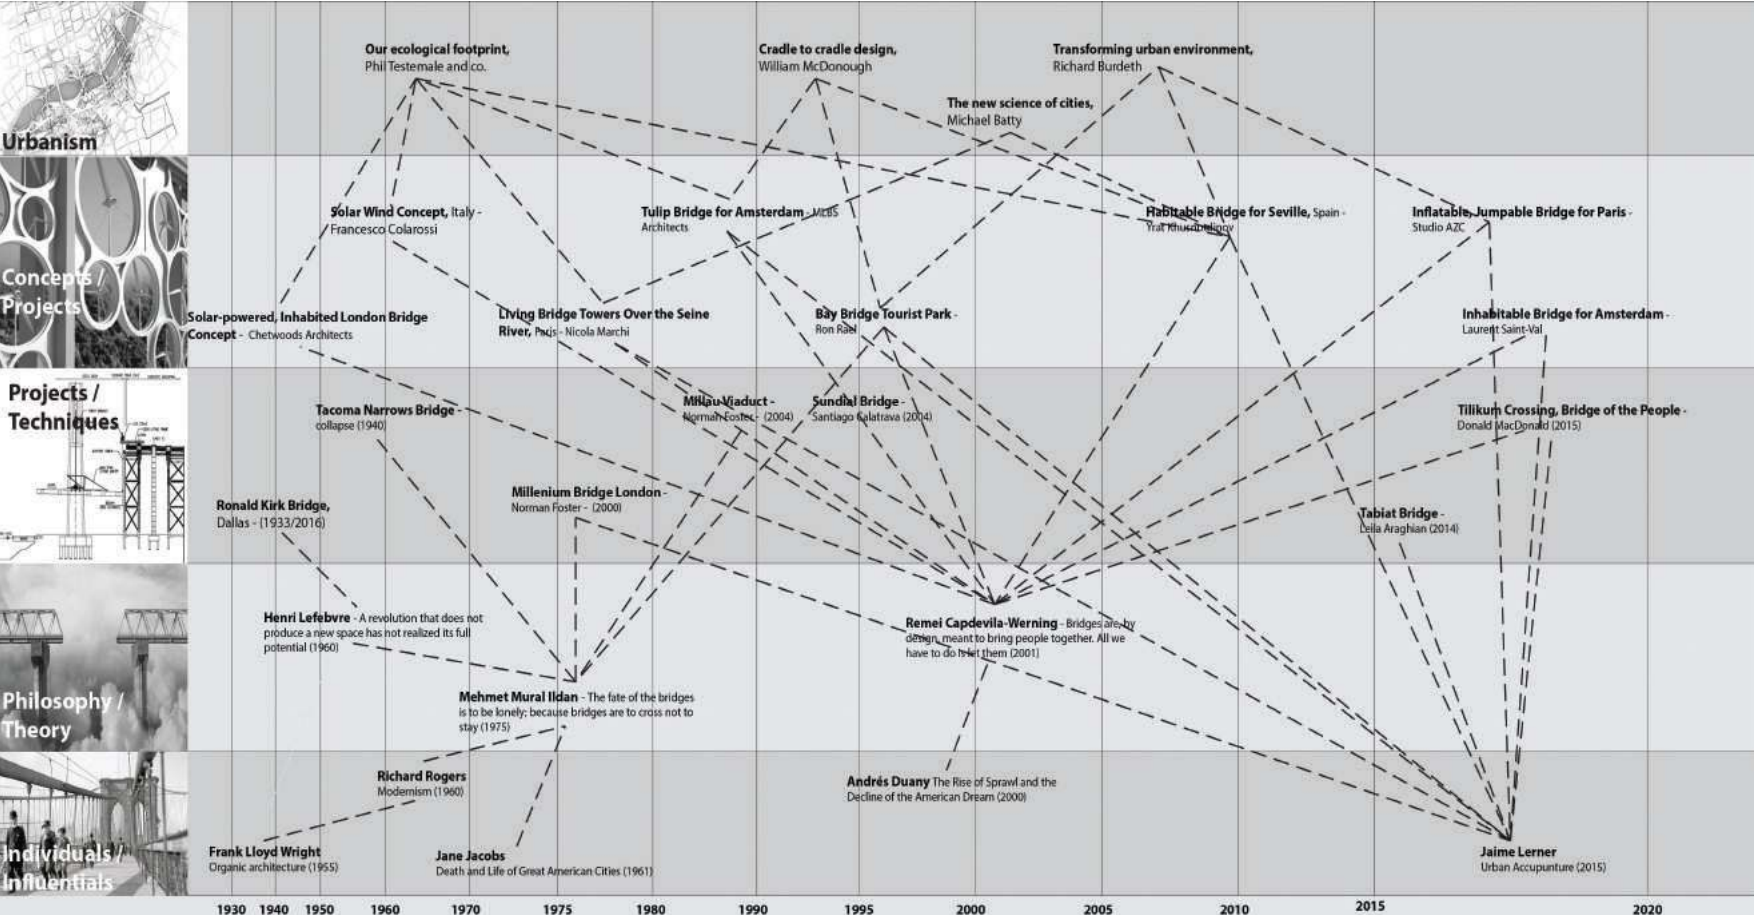 Urbanism
Our ecological footprint,
Phil Testemale and co.
Cradle to cradle design,
William McDonough
Transforming urban environment,
Richard Burdeth
The new science of cities,
Michael Batty
Concepts /
Projects
Solar Wind Concept, Italy -
Francesco Colarossi
Tulip Bridge for Amsterdam - MLBS
Architects
Habitable Bridge for Seville, Spain -
Inflatable, Jumpable Bridge for Paris -
Studio AZC
Solar-powered, Inhabited London Bridge
Concept - Chetwoods Architects
Living Bridge Towers Over the Seine
River, Paris - Nicola Marchi
Bay Bridge Tourist Park -
Ron Rael
Inhabitable Bridge for Amsterdam -
Laurent Saint-Val
Projects /
Techniques
Tacoma Narrows Bridge -
collapse (1940)
Millau Viaduct -
Norman Foster - (2004)
Sundial Bridge -
Santiago Calatrava (2004)
Tilikum Crossing, Bridge of the People -
Donald MacDonald (2015)
Ronald Kirk Bridge,
Dallas - (1933/2016)
Millenium Bridge London -
Norman Foster - (2000)
Tabiat Bridge -
Leila Araghian (2014)
Philosophy /
Theory
Henri Lefebvre - A revolution that does not
produce a new space has not realized its full
potential (1960)
Remei Capdevila-Werning - Bridges are, by
design, meant to bring people together. All we
have to do is let them (2001)
Mehmet Mural Ildan - The fate of the bridges
is to be lonely; because bridges are to cross not to
stay (1975)
Individuals /
Influentials
Richard Rogers
Modernism (1960)
Andrés Duany The Rise of Sprawl and the
Decline of the American Dream (2000)
Frank Lloyd Wright
Organic architecture (1955)
Jane Jacobs
Death and Life of Great American Cities (1961)
Jaime Lerner
Urban Accupunture (2015)
1930 1940 1950 1960 1970 1975 1980 1990 1995 2000 2005 2010 2015 2020